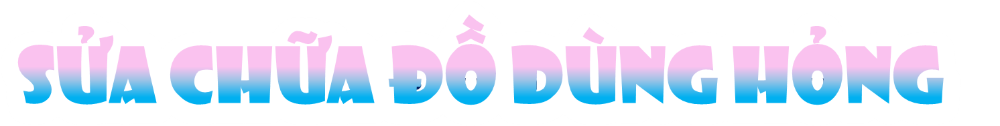 SỬA CHỮA ĐỒ DÙNG HỎNG